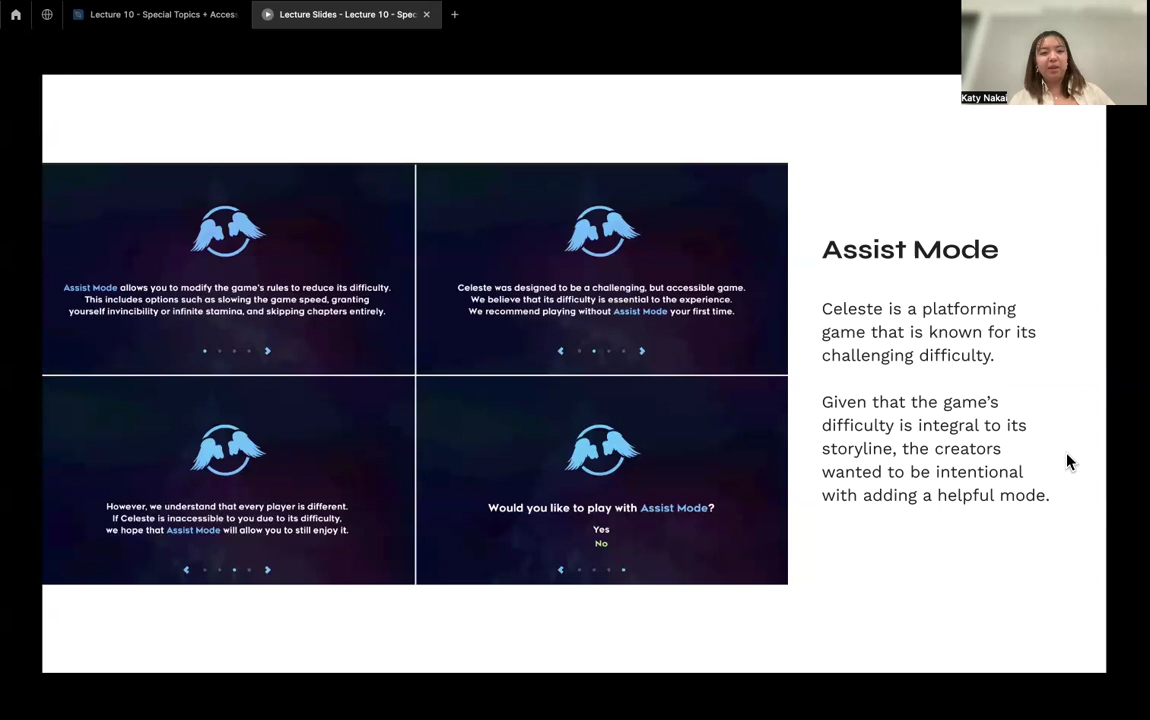 Lecture 10 - Special Topics + Acces
Lecture Slides - Lecture 10 - Spec
Katy Nakai
Assist Mode allows you to modify the game's rules to reduce its difficulty.
This includes options such as slowing the game speed, granting
yourself invincibility or infinite stamina, and skipping chapters entirely.
Celeste was designed to be a challenging, but accessible game.
We believe that its difficulty is essential to the experience.
We recommend playing without Assist Mode your first time.
However, we understand that every player is different.
If Celeste is inaccessible to you due to its difficulty,
we hope that Assist Mode will allow you to still enjoy it.
Would you like to play with Assist Mode?
Yes
No
Assist Mode
Celeste is a platforming
game that is known for its
challenging difficulty.
Given that the game's
difficulty is integral to its
storyline, the creators
wanted to be intentional
with adding a helpful mode.